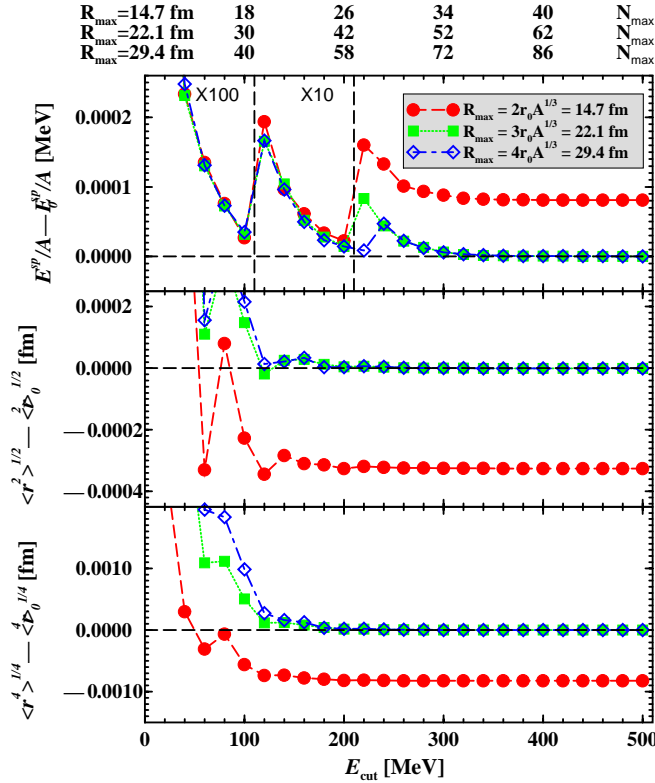 R_max=14.7 fm 18 26 34 40 N_max
R_max=22.1 fm 30 42 52 62 N_max
R_max=29.4 fm 40 58 72 86 N_max
X100 X10
R_max = 2r_0A^1/3 = 14.7 fm
R_max = 3r_0A^1/3 = 22.1 fm
R_max = 4r_0A^1/3 = 29.4 fm
E^sp/A—E_0^sp/A [MeV]
0.0002
0.0001
0.0000
<r^2>^1/2 — <r^2>_0^1/2 [fm]
0.0002
0.0000
—0.0002
—0.0004
<r^4>^1/4 — <r^4>_0^1/4 [fm]
0.0010
0.0000
—0.0010
0 100 200 300 400 500
E_cut [MeV]